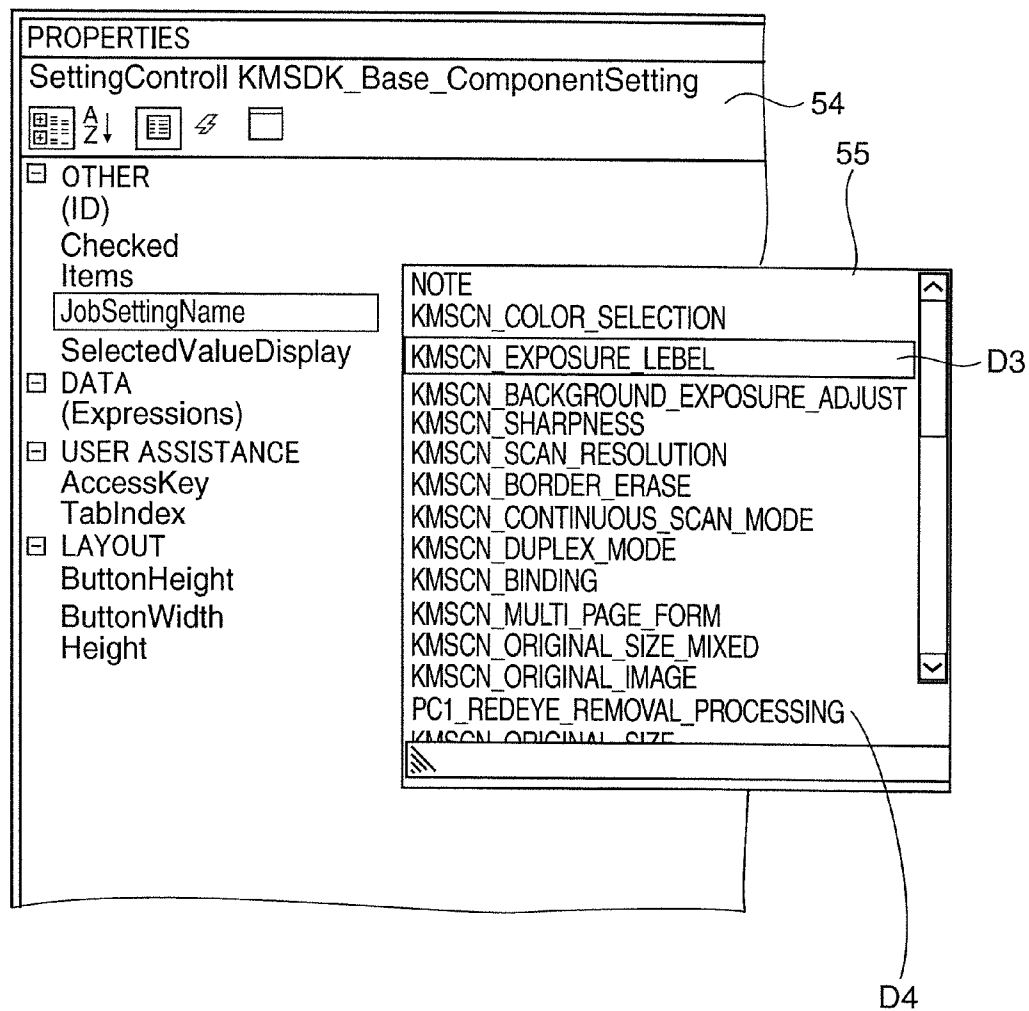 PROPERTIES
SettingControll KMSDK_Base_ComponentSetting
54
A
Z
OTHER
(ID)
Checked
Items
JobSettingName
SelectedValueDisplay
DATA
(Expressions)
USER ASSISTANCE
AccessKey
TabIndex
LAYOUT
ButtonHeight
ButtonWidth
Height
55
NOTE
KMSCN_COLOR_SELECTION
KMSCN_EXPOSURE_LEBEL
D3
KMSCN_BACKGROUND_EXPOSURE_ADJUST
KMSCN_SHARPNESS
KMSCN_SCAN_RESOLUTION
KMSCN_BORDER_ERASE
KMSCN_CONTINUOUS_SCAN_MODE
KMSCN_DUPLEX_MODE
KMSCN_BINDING
KMSCN_MULTI_PAGE_FORM
KMSCN_ORIGINAL_SIZE_MIXED
KMSCN_ORIGINAL_IMAGE
PC1_REDEYE_REMOVAL_PROCESSING
KMSCN_ORIGINAL_SIZE
D4